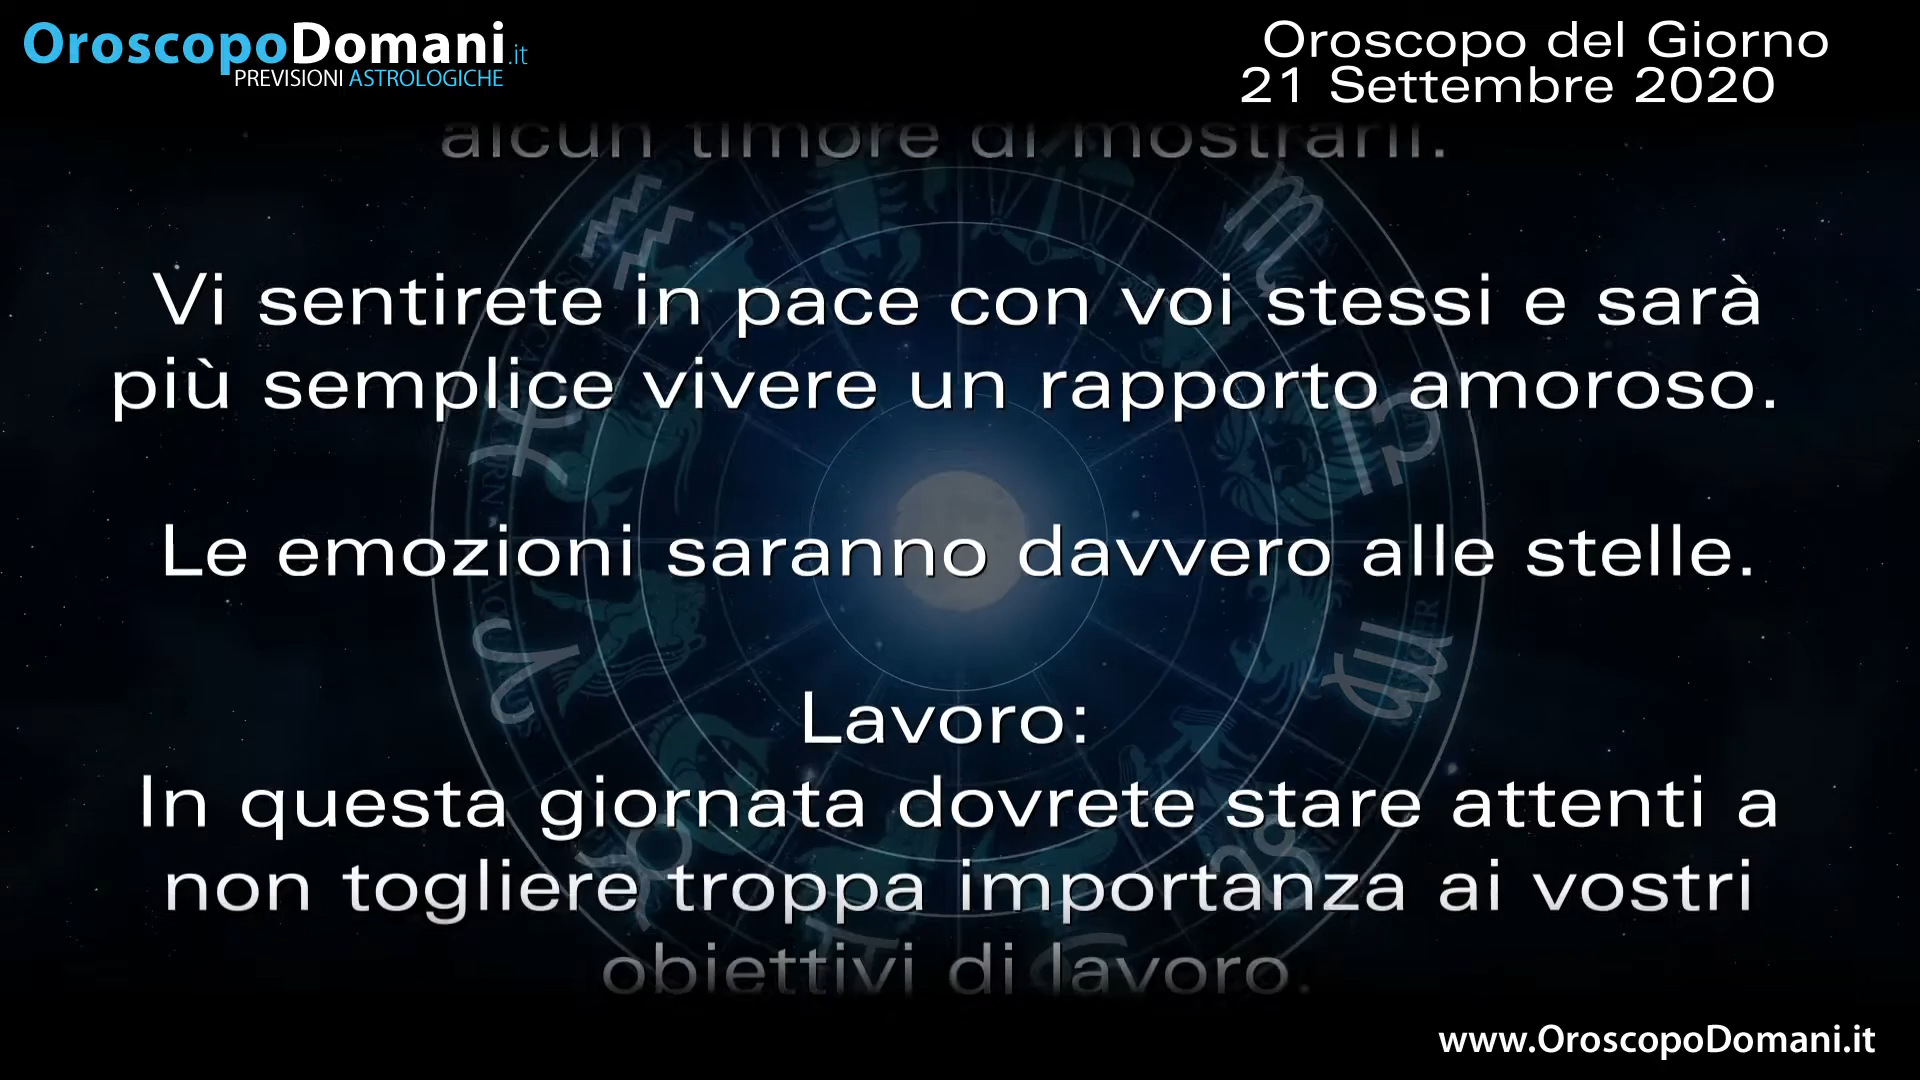 OroscopoDomani.it
PREVISIONI ASTROLOGICHE
Oroscopo del Giorno
21 Settembre 2020
alcun timore di mostrarli.
Vi sentirete in pace con voi stessi e sarà
più semplice vivere un rapporto amoroso.
Le emozioni saranno davvero alle stelle.
Lavoro:
In questa giornata dovrete stare attenti a
non togliere troppa importanza ai vostri
obiettivi di lavoro.
www.OroscopoDomani.it